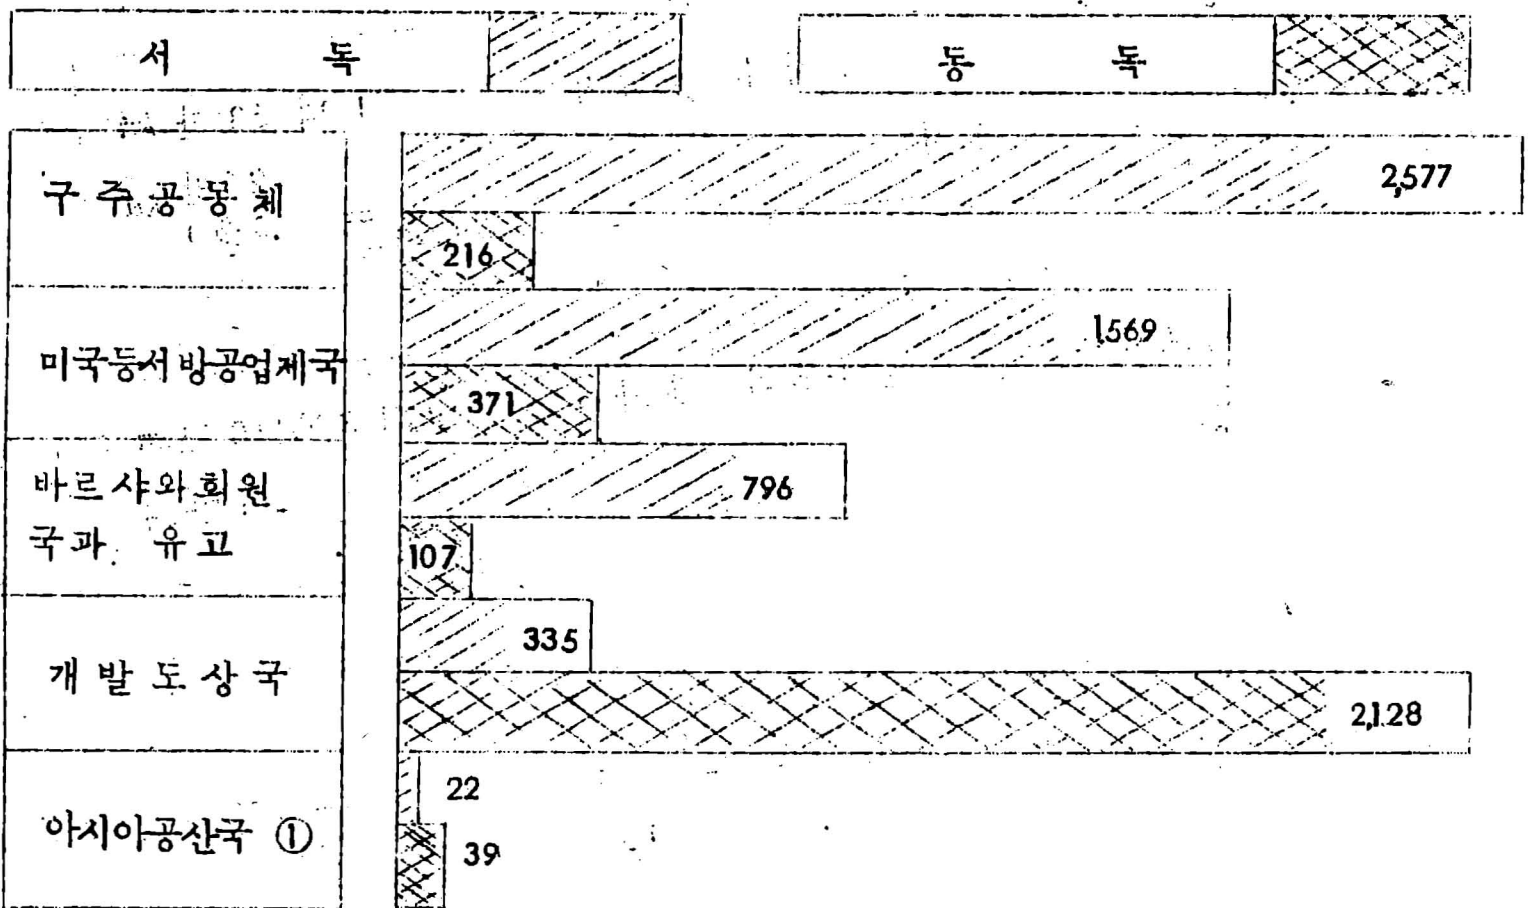 서 독
동 독
구 주 공 동 체
2,577
216
미국등서방공업제국
1,569
371
바르샤와회원
국과 유고
796
107
개 발 도 상 국
335
2,128
아시아공산국 ①
22
39